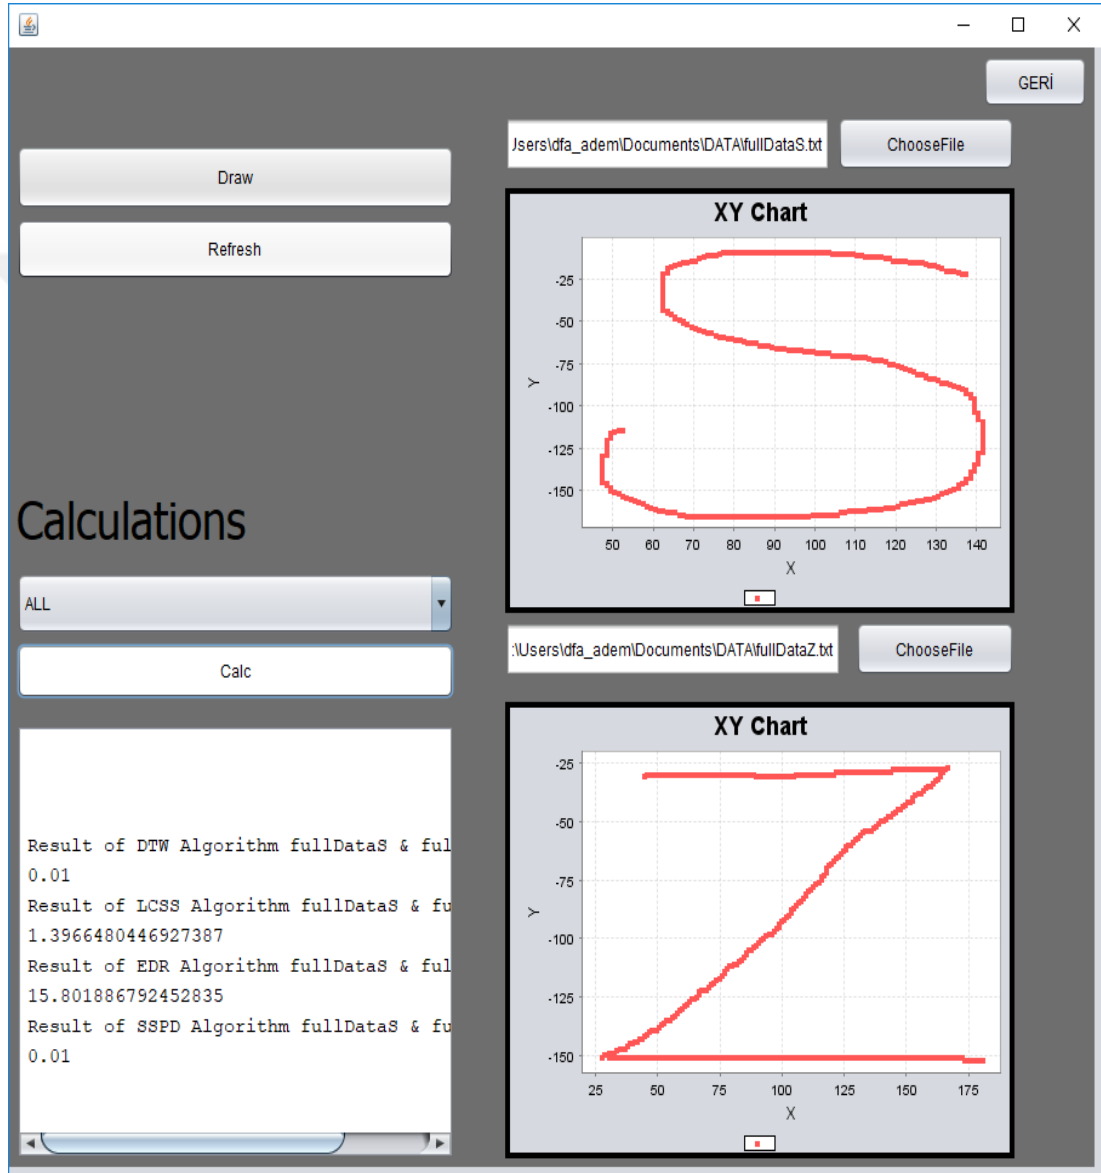 GERİ
Draw
Refresh
Calculations
ALL
Calc
Result of DTW Algorithm fullDataS & ful
0.01
Result of LCSS Algorithm fullDataS & fu
1.3966480446927387
Result of EDR Algorithm fullDataS & ful
15.801886792452835
Result of SSPD Algorithm fullDataS & fu
0.01
Jsers\dfa_adem\Documents\DATA\fullDataS.txt
ChooseFile
XY Chart
Y
-25
-50
-75
-100
-125
-150
50 60 70 80 90 100 110 120 130 140
X
:\Users\dfa_adem\Documents\DATA\fullDataZ.txt
ChooseFile
XY Chart
Y
-25
-50
-75
-100
-125
-150
25 50 75 100 125 150 175
X